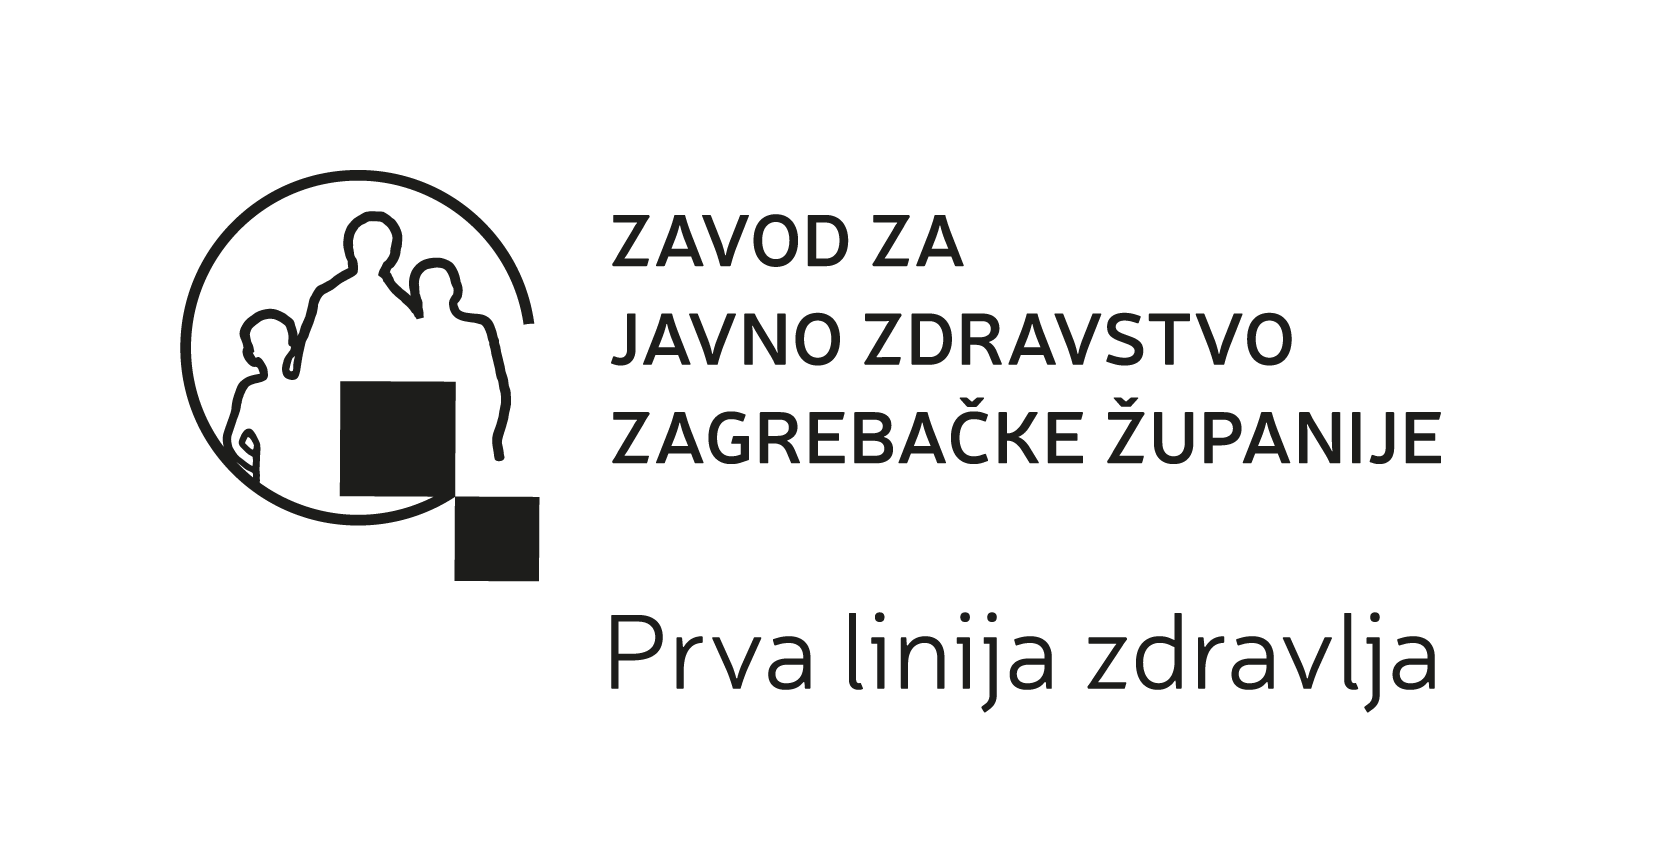 ZAVOD ZA
JAVNO ZDRAVSTVO
ZAGREBAČKE ŽUPANIJE
Prva linija zdravlja